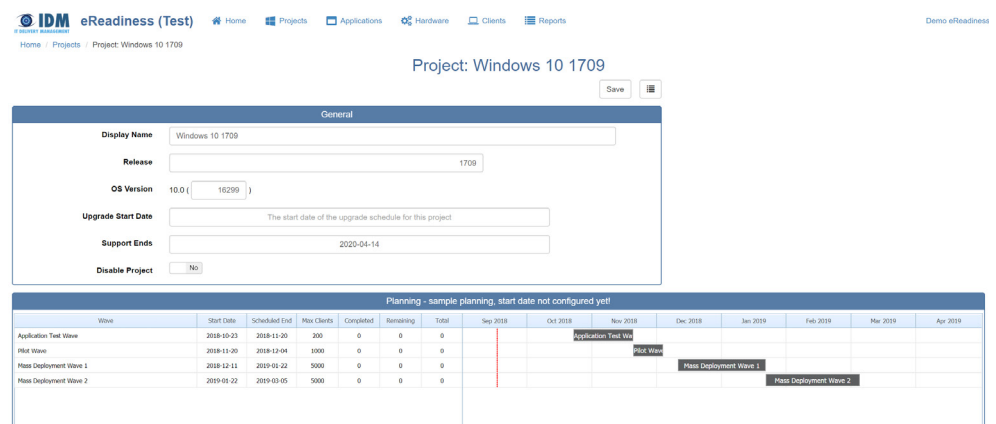 IDM eReadiness (Test) Home Projects Applications Hardware Clients Reports Demo eReadiness
IT DELIVERY MANAGEMENT
Home / Projects / Project: Windows 10 1709
Project: Windows 10 1709
Save
General
Display Name Windows 10 1709
Release 1709
OS Version 10.0 ( 16299 )
Upgrade Start Date The start date of the upgrade schedule for this project
Support Ends 2020-04-14
Disable Project No
Planning - sample planning, start date not configured yet!
Wave Start Date Scheduled End Max Clients Completed Remaining Total Sep 2018 Oct 2018 Nov 2018 Dec 2018 Jan 2019 Feb 2019 Mar 2019 Apr 2019
Application Test Wave 2018-10-23 2018-11-20 200 0 0 0 Application Test Wa
Pilot Wave 2018-11-20 2018-12-04 1000 0 0 0 Pilot Wave
Mass Deployment Wave 1 2018-12-11 2019-01-22 5000 0 0 0 Mass Deployment Wave 1
Mass Deployment Wave 2 2019-01-22 2019-03-05 5000 0 0 0 Mass Deployment Wave 2